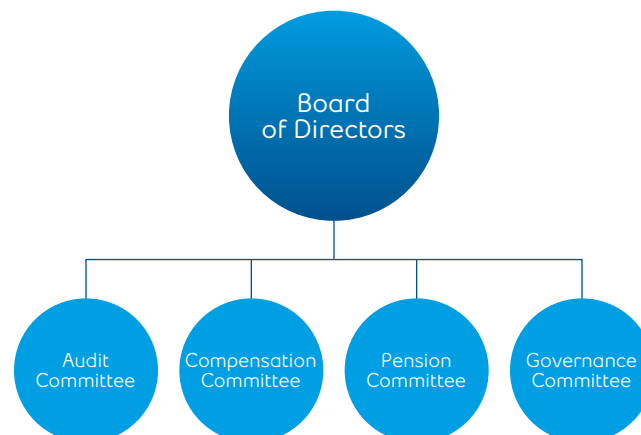 Board
of Directors
Audit
Committee
Compensation
Committee
Pension
Committee
Governance
Committee